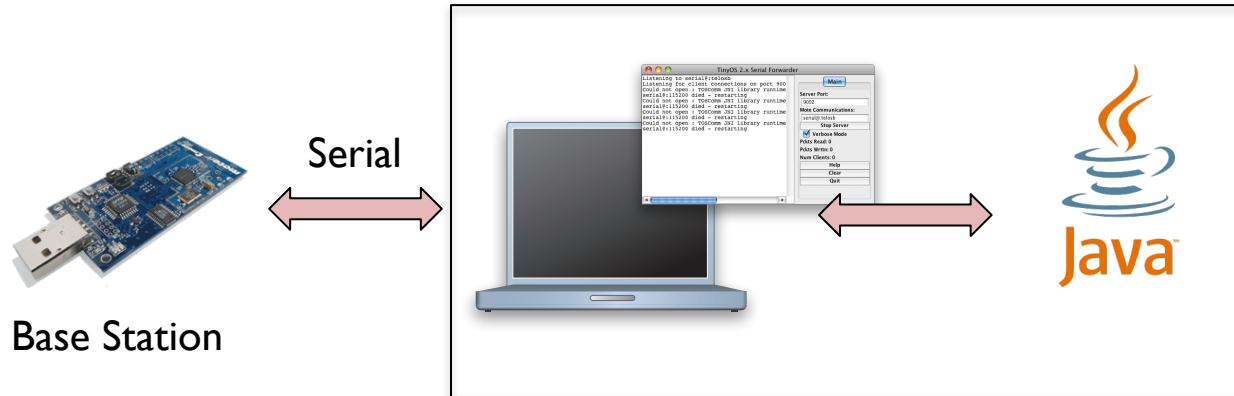 Serial
Base Station
TinyOS 2.x Serial Forwarder
Listening to serial@:telosb
Listening for client connections on port 900
Could not open : TOSComm JNI library runtime
serial@:115200 died - restarting
Could not open : TOSComm JNI library runtime
serial@:115200 died - restarting
Could not open : TOSComm JNI library runtime
serial@:115200 died - restarting
Could not open : TOSComm JNI library runtime
serial@:115200 died - restarting
Main
Server Port:
9002
Mote Communications:
serial@:telosb
Stop Server
Verbose Mode
Pckts Read: 0
Pckts Wrttn: 0
Num Clients: 0
Help
Clear
Quit
Java